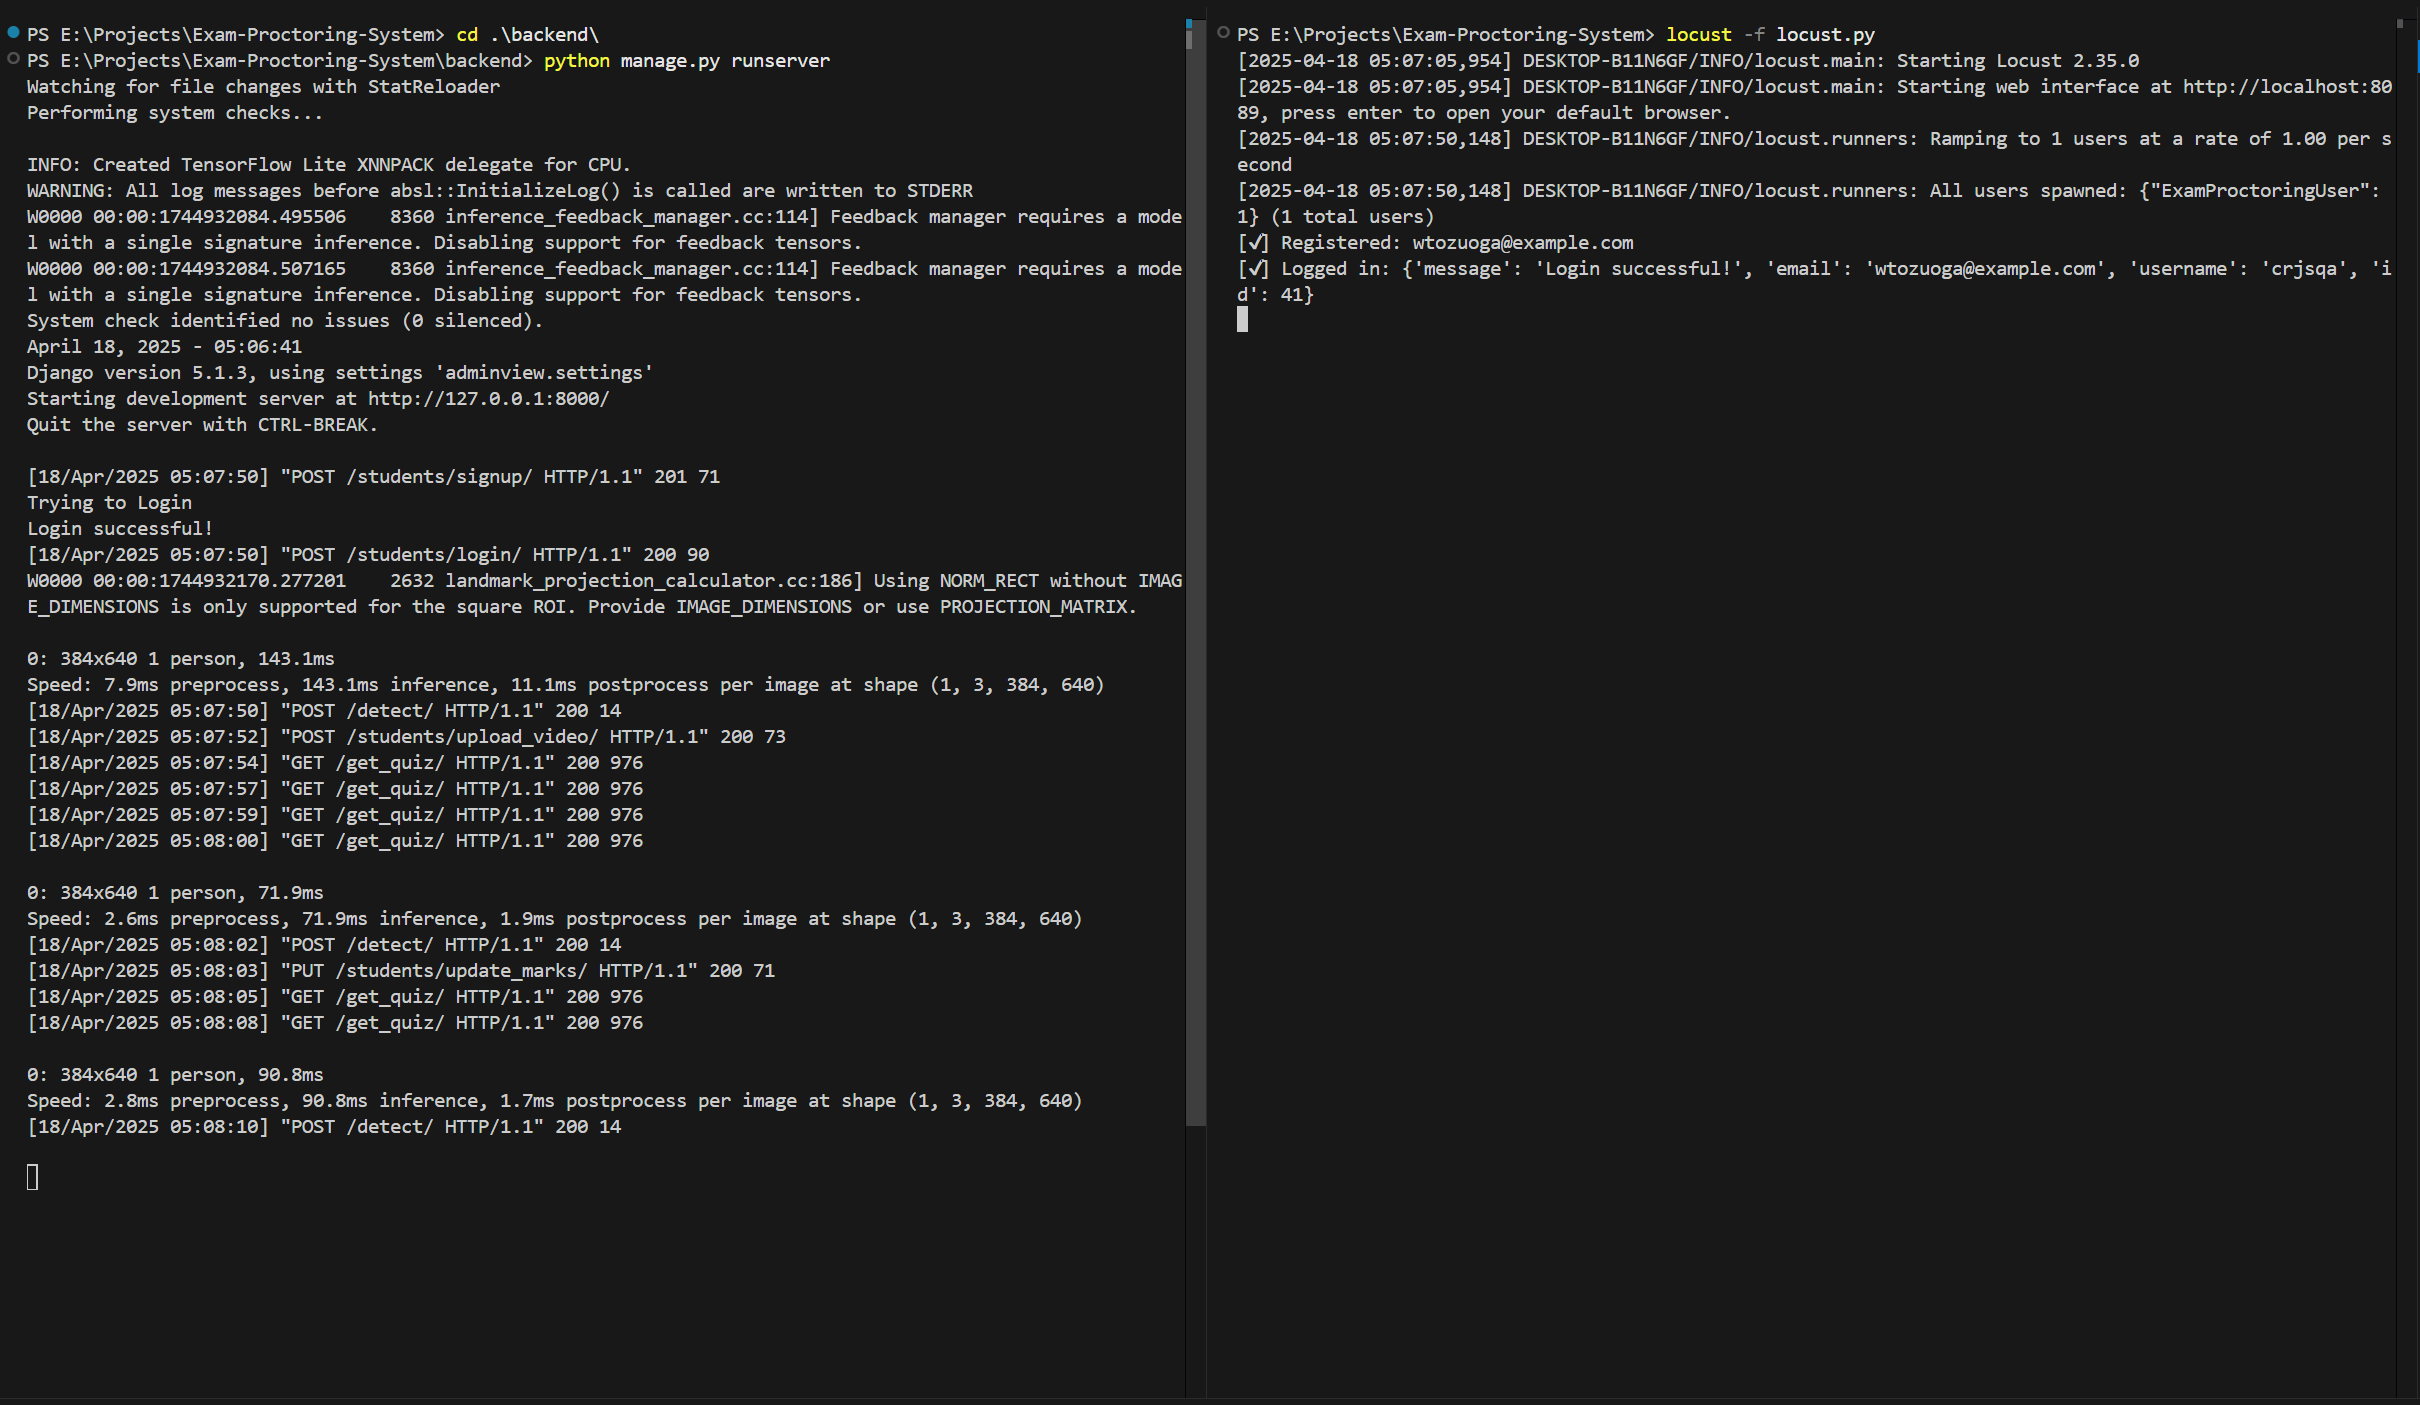 PS E:\Projects\Exam-Proctoring-System> cd .\backend\
PS E:\Projects\Exam-Proctoring-System\backend> python manage.py runserver
Watching for file changes with StatReloader
Performing system checks...

INFO: Created TensorFlow Lite XNNPACK delegate for CPU.
WARNING: All log messages before absl::InitializeLog() is called are written to STDERR
W0000 00:00:1744932084.495506    8360 inference_feedback_manager.cc:114] Feedback manager requires a mode
l with a single signature inference. Disabling support for feedback tensors.
W0000 00:00:1744932084.507165    8360 inference_feedback_manager.cc:114] Feedback manager requires a mode
l with a single signature inference. Disabling support for feedback tensors.
System check identified no issues (0 silenced).
April 18, 2025 - 05:06:41
Django version 5.1.3, using settings 'adminview.settings'
Starting development server at http://127.0.0.1:8000/
Quit the server with CTRL-BREAK.

[18/Apr/2025 05:07:50] "POST /students/signup/ HTTP/1.1" 201 71
Trying to Login
Login successful!
[18/Apr/2025 05:07:50] "POST /students/login/ HTTP/1.1" 200 90
W0000 00:00:1744932170.277201    2632 landmark_projection_calculator.cc:186] Using NORM_RECT without IMAG
E_DIMENSIONS is only supported for the square ROI. Provide IMAGE_DIMENSIONS or use PROJECTION_MATRIX.

0: 384x640 1 person, 143.1ms
Speed: 7.9ms preprocess, 143.1ms inference, 11.1ms postprocess per image at shape (1, 3, 384, 640)
[18/Apr/2025 05:07:50] "POST /detect/ HTTP/1.1" 200 14
[18/Apr/2025 05:07:52] "POST /students/upload_video/ HTTP/1.1" 200 73
[18/Apr/2025 05:07:54] "GET /get_quiz/ HTTP/1.1" 200 976
[18/Apr/2025 05:07:57] "GET /get_quiz/ HTTP/1.1" 200 976
[18/Apr/2025 05:07:59] "GET /get_quiz/ HTTP/1.1" 200 976
[18/Apr/2025 05:08:00] "GET /get_quiz/ HTTP/1.1" 200 976

0: 384x640 1 person, 71.9ms
Speed: 2.6ms preprocess, 71.9ms inference, 1.9ms postprocess per image at shape (1, 3, 384, 640)
[18/Apr/2025 05:08:02] "POST /detect/ HTTP/1.1" 200 14
[18/Apr/2025 05:08:03] "PUT /students/update_marks/ HTTP/1.1" 200 71
[18/Apr/2025 05:08:05] "GET /get_quiz/ HTTP/1.1" 200 976
[18/Apr/2025 05:08:08] "GET /get_quiz/ HTTP/1.1" 200 976

0: 384x640 1 person, 90.8ms
Speed: 2.8ms preprocess, 90.8ms inference, 1.7ms postprocess per image at shape (1, 3, 384, 640)
[18/Apr/2025 05:08:10] "POST /detect/ HTTP/1.1" 200 14

PS E:\Projects\Exam-Proctoring-System> locust -f locust.py
[2025-04-18 05:07:05,954] DESKTOP-B11N6GF/INFO/locust.main: Starting Locust 2.35.0
[2025-04-18 05:07:05,954] DESKTOP-B11N6GF/INFO/locust.main: Starting web interface at http://localhost:80
89, press enter to open your default browser.
[2025-04-18 05:07:50,148] DESKTOP-B11N6GF/INFO/locust.runners: Ramping to 1 users at a rate of 1.00 per s
econd
[2025-04-18 05:07:50,148] DESKTOP-B11N6GF/INFO/locust.runners: All users spawned: {"ExamProctoringUser":
1} (1 total users)
[✓] Registered: wtozuoga@example.com
[✓] Logged in: {'message': 'Login successful!', 'email': 'wtozuoga@example.com', 'username': 'crjsqa', 'i
d': 41}